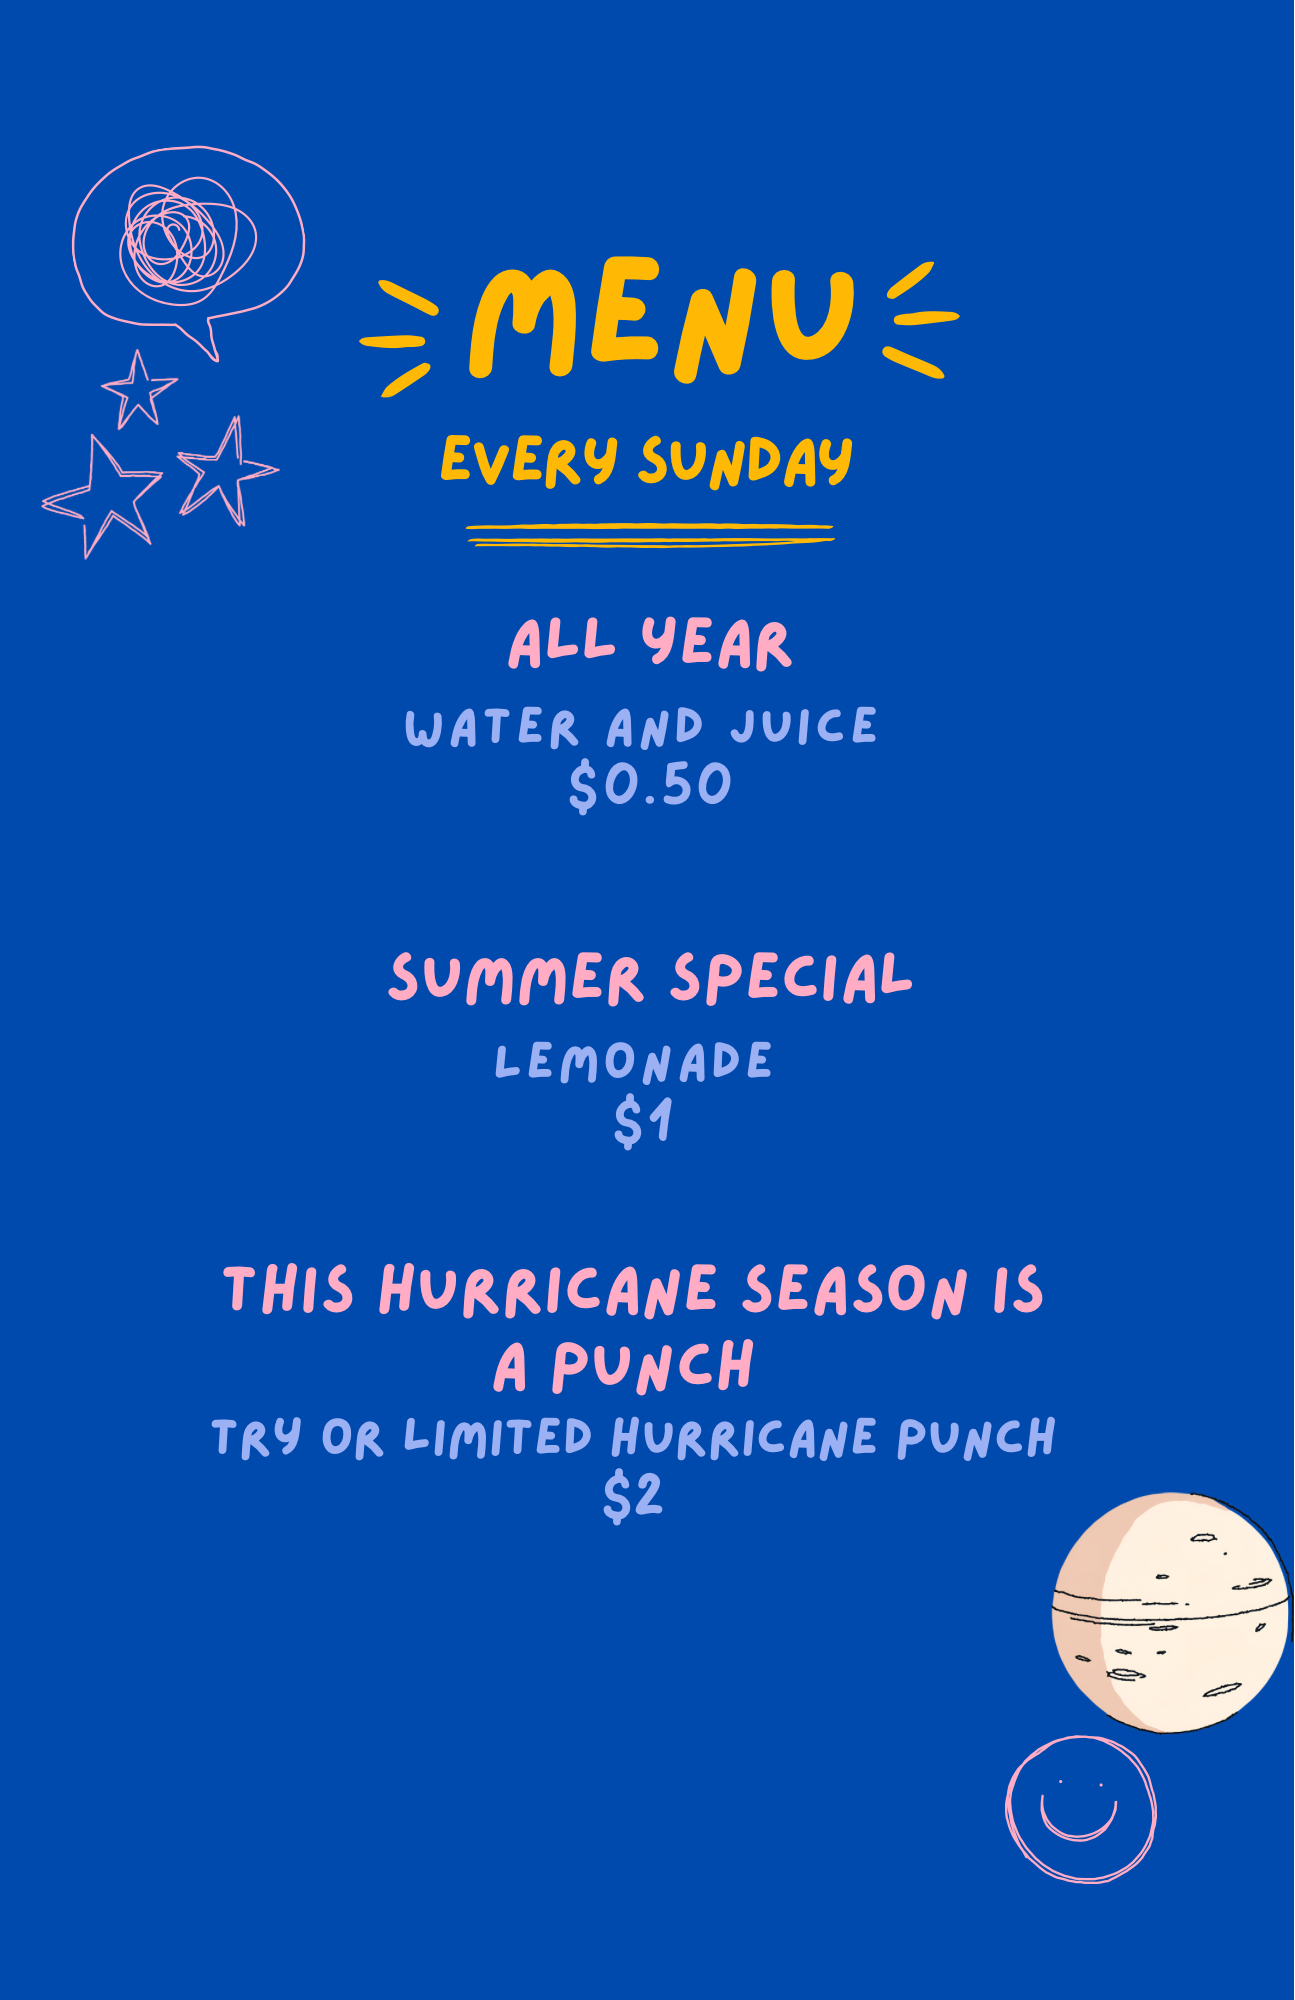 MENU
EVERY SUNDAY
ALL YEAR
WATER AND JUICE
$0.50
SUMMER SPECIAL
LEMONADE
$1
THIS HURRICANE SEASON IS
A PUNCH
TRY OR LIMITED HURRICANE PUNCH
$2